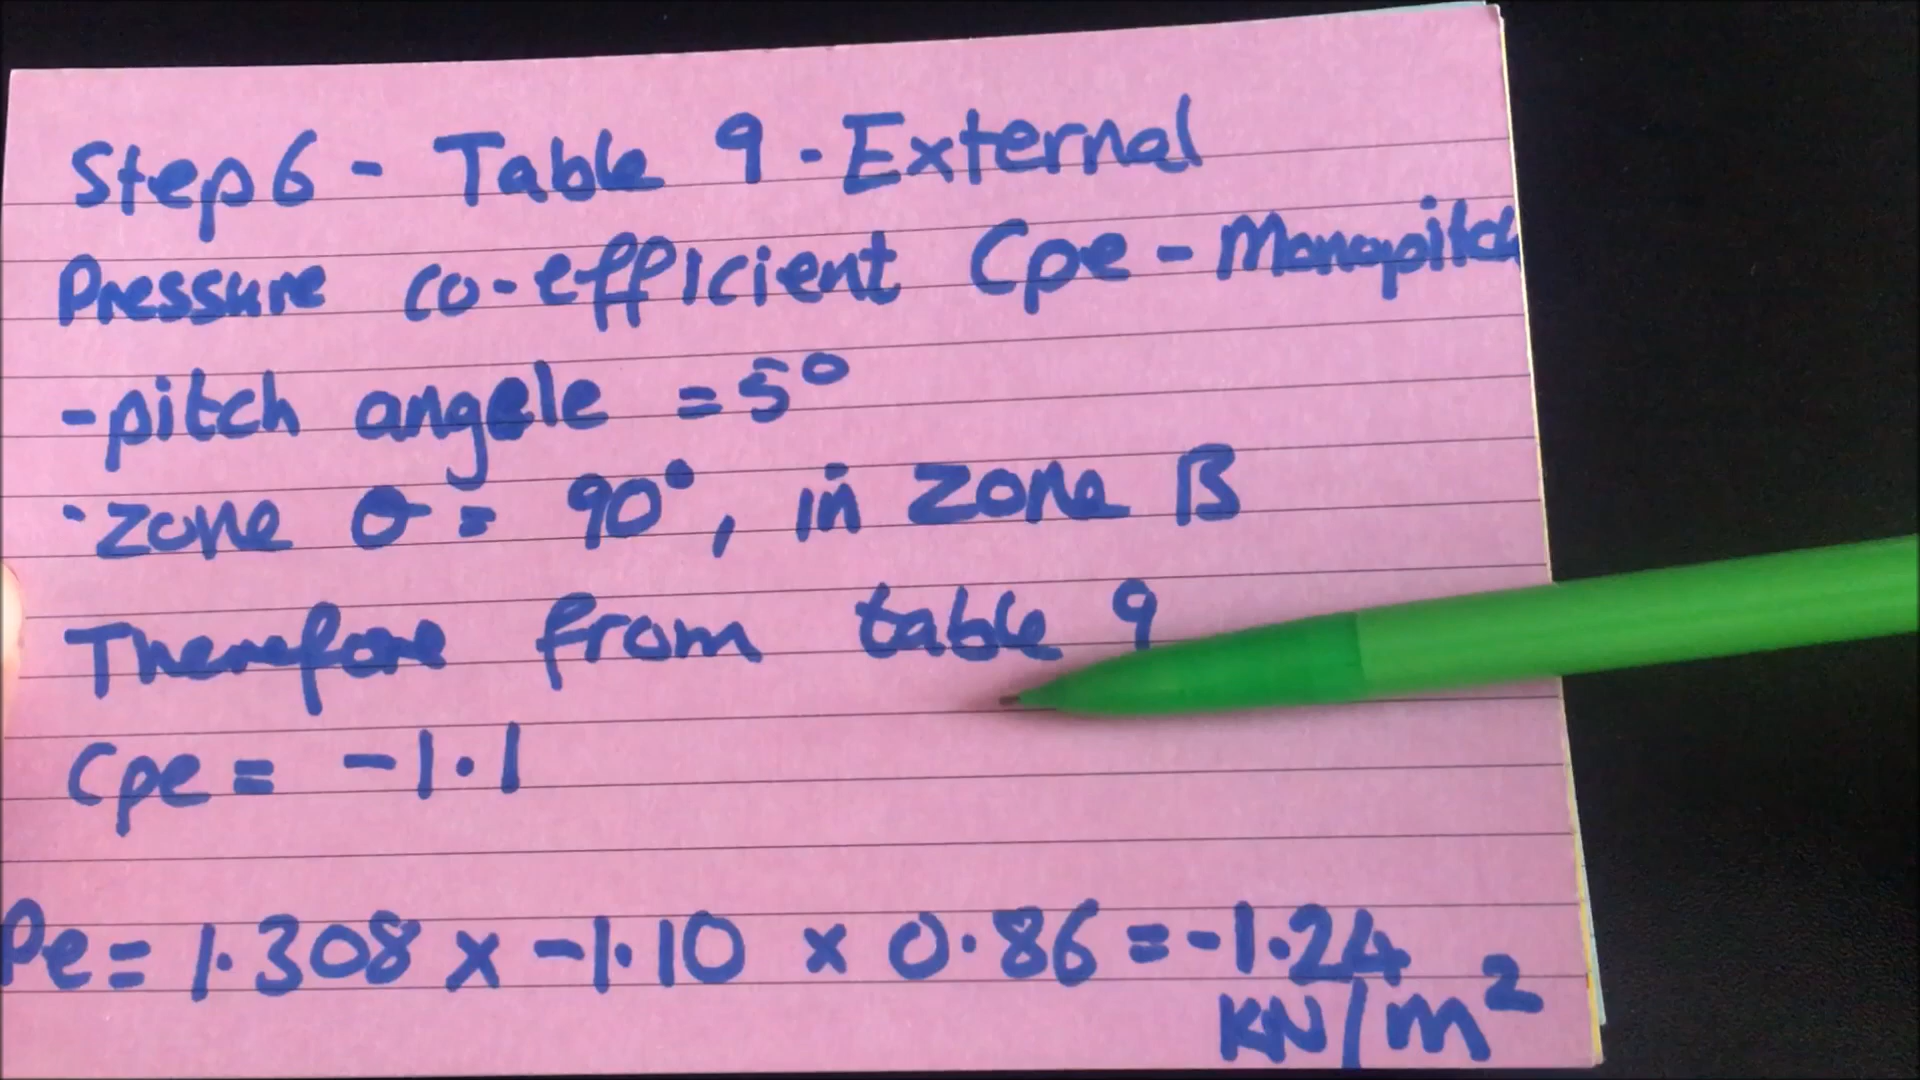 Step 6 - Table 9 - External
Pressure co-efficient Cpe - Monopitch
- pitch angele = 5°
- zone θ = 90°, in zone B
Therefore from table 9
Cpe = -1.1
Pe = 1.308 x -1.10 x 0.86 = -1.24
KN/m²